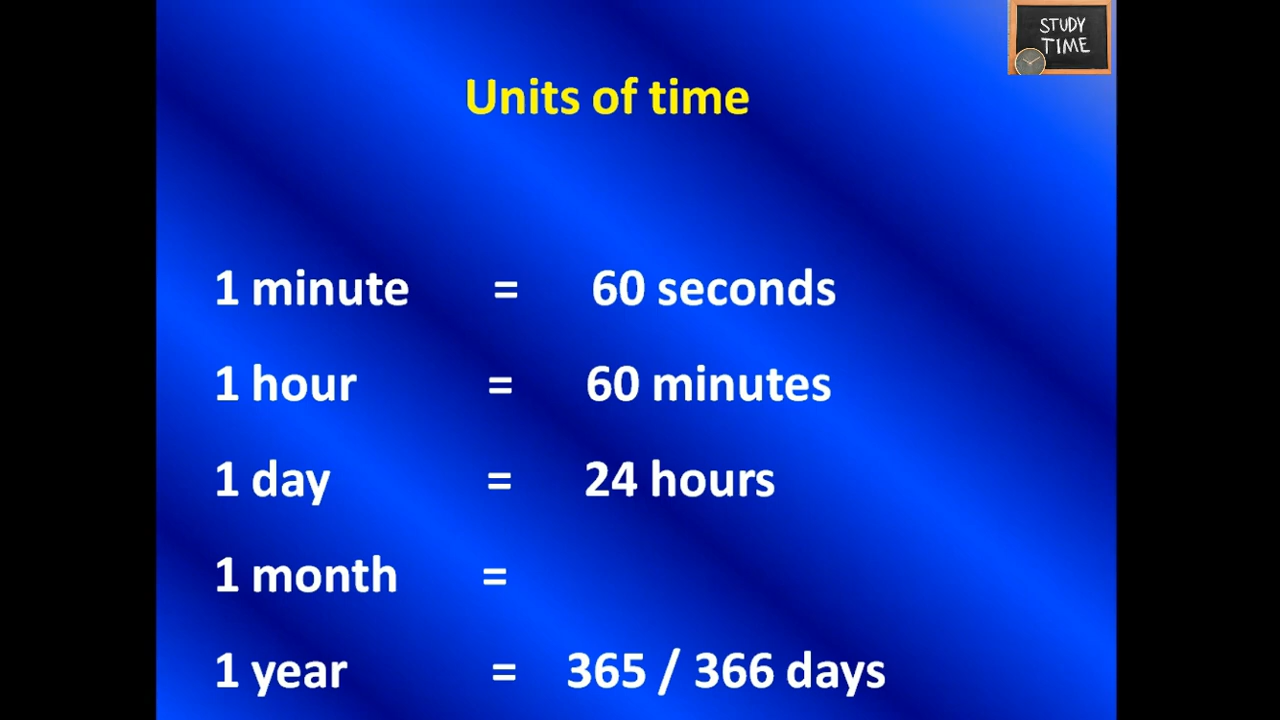 STUDY
TIME
Units of time
1 minute = 60 seconds
1 hour = 60 minutes
1 day = 24 hours
1 month =
1 year = 365 / 366 days